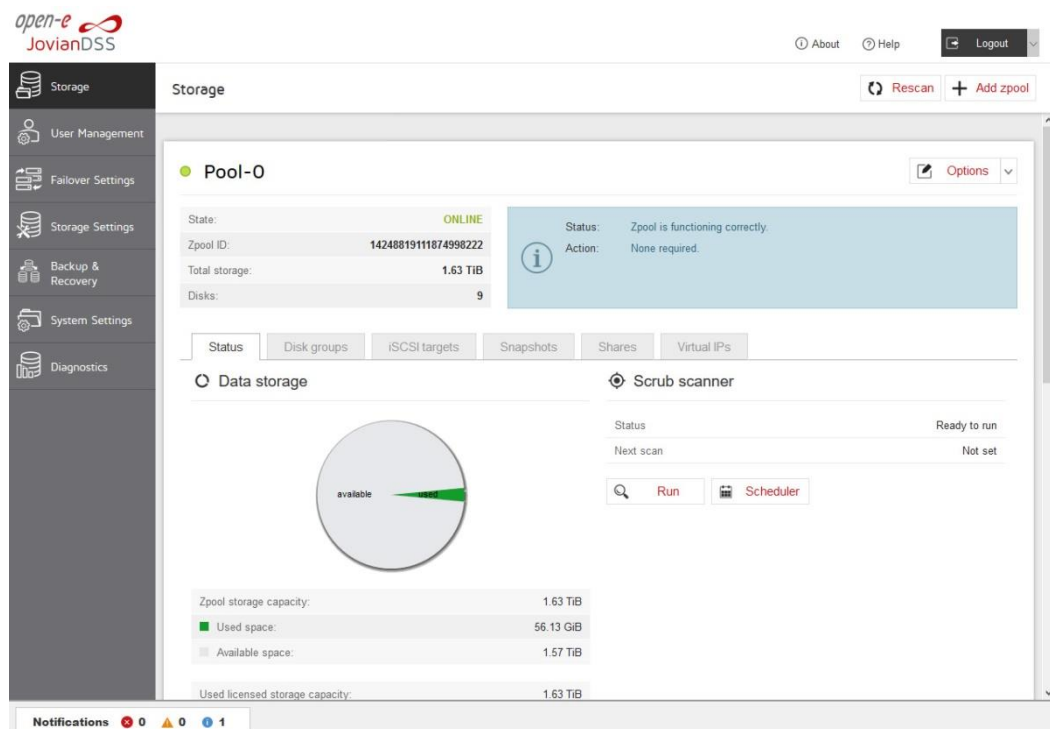 open-e
JovianDSS
About Help Logout
Storage
User Management
Failover Settings
Storage Settings
Backup &
Recovery
System Settings
Diagnostics
Storage
Rescan Add zpool
Pool-0
Options
State: ONLINE
Zpool ID: 14248819111874998222
Total storage: 1.63 TiB
Disks: 9
Status: Zpool is functioning correctly.
Action: None required.
Status Disk groups iSCSI targets Snapshots Shares Virtual IPs
Data storage
available used
Zpool storage capacity: 1.63 TiB
Used space: 56.13 GiB
Available space: 1.57 TiB
Used licensed storage capacity: 1.63 TiB
Scrub scanner
Status Ready to run
Next scan Not set
Run Scheduler
Notifications 0 0 1